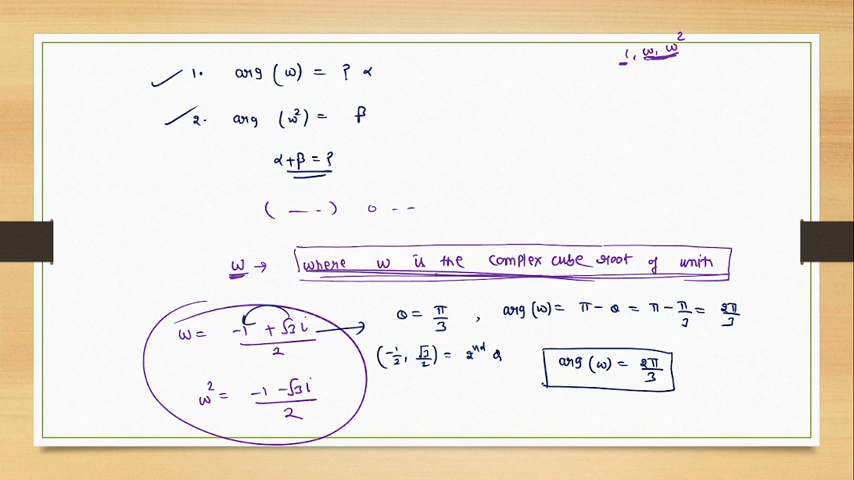 1, ω, ω²
1. arg (ω) = ? α
2. arg (ω²) = β
α+β = ?
( — - ) 0 - -
ω → where ω is the complex cube root of unity
ω = (-1 + √3 i)/2 → θ = π/3 , arg(ω) = π - θ = π - π/3 = 2π/3
(-1/2, √3/2) = 2nd Q
arg (ω) = 2π/3
ω² = (-1 - √3 i)/2